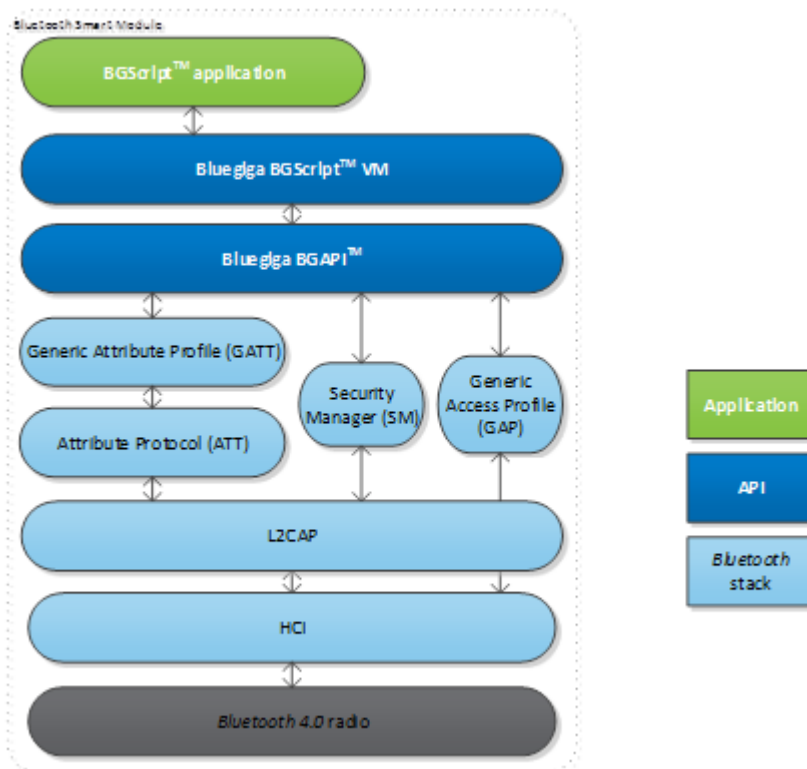 Bluetooth Smart Module
BGScript™ application
Bluegiga BGScript™ VM
Bluegiga BGAPI™
Generic Attribute Profile (GATT)
Security
Manager (SM)
Generic
Access Profile
(GAP)
Attribute Protocol (ATT)
L2CAP
HCI
Bluetooth 4.0 radio
Application
API
Bluetooth
stack